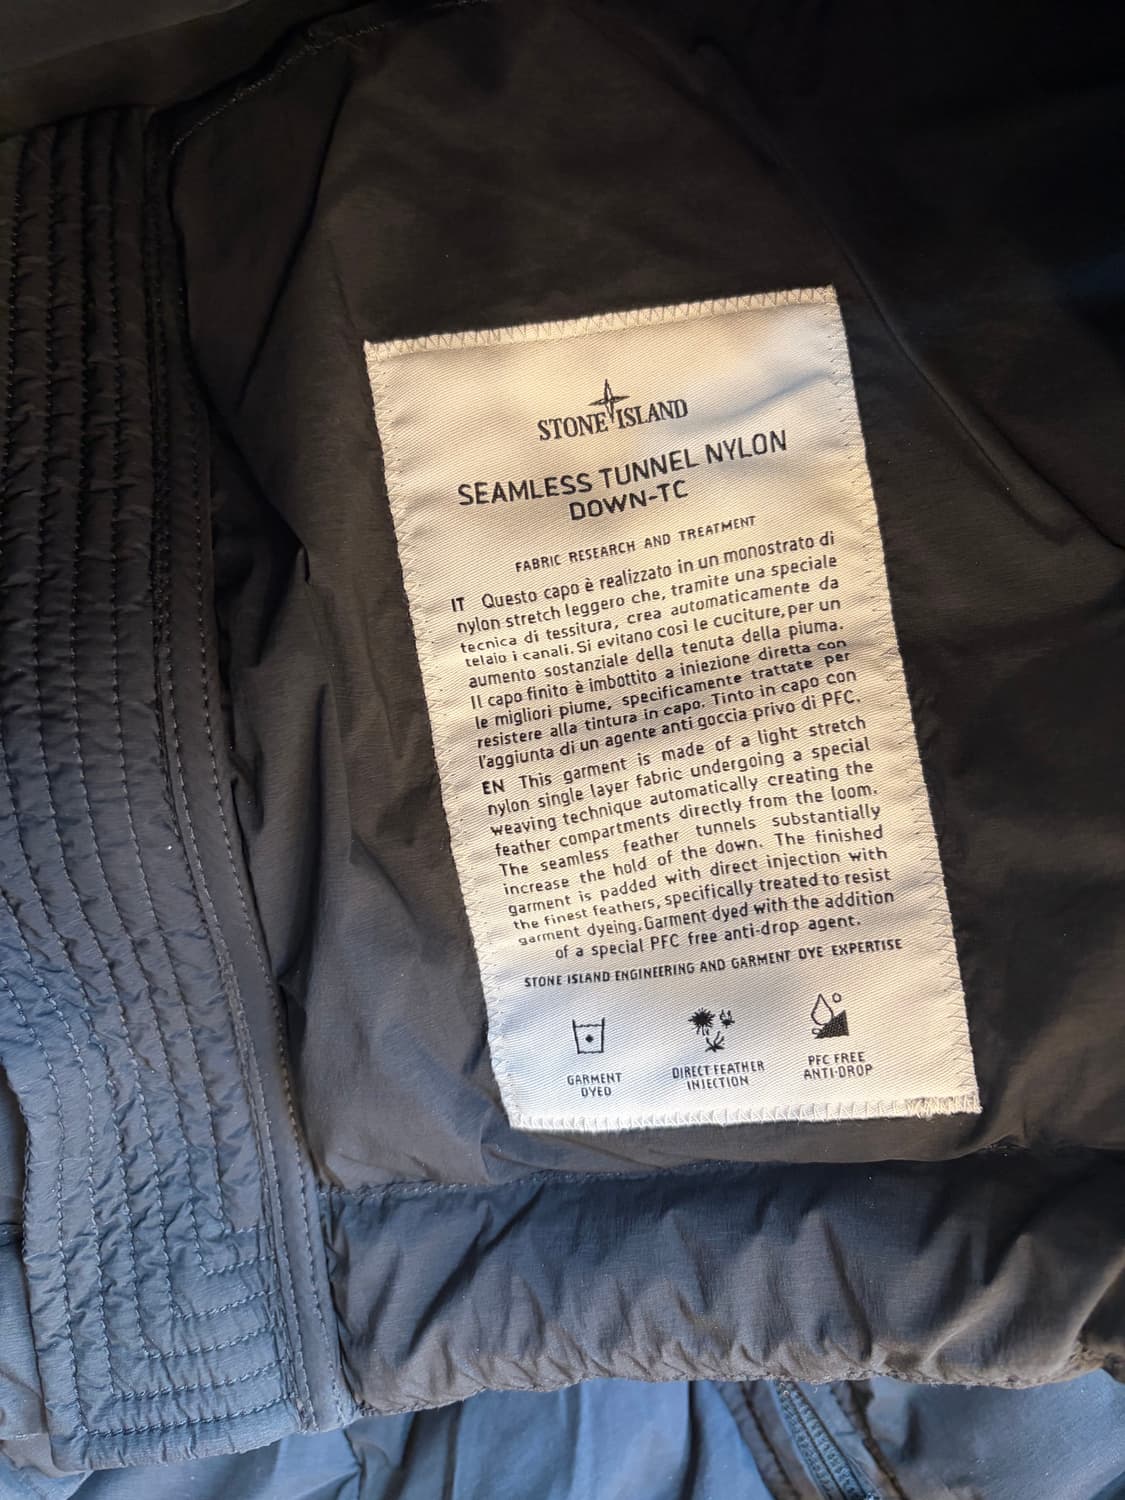 STONE ISLAND
SEAMLESS TUNNEL NYLON
DOWN-TC
FABRIC RESEARCH AND TREATMENT
IT Questo capo è realizzato in un monostrato di
nylon stretch leggero che, tramite una speciale
tecnica di tessitura, crea automaticamente da
telaio i canali. Si evitano cosi le cuciture, per un
aumento sostanziale della tenuta della piuma.
Il capo finito è imbottito a iniezione diretta con
le migliori piume, specificamente trattate per
resistere alla tintura in capo. Tinto in capo con
l'aggiunta di un agente anti goccia privo di PFC.
EN This garment is made of a light stretch
nylon single layer fabric undergoing a special
weaving technique automatically creating the
feather compartments directly from the loom.
The seamless feather tunnels substantially
increase the hold of the down. The finished
garment is padded with direct injection with
the finest feathers, specifically treated to resist
garment dyeing. Garment dyed with the addition
of a special PFC free anti-drop agent.
STONE ISLAND ENGINEERING AND GARMENT DYE EXPERTISE
GARMENT
DYED
DIRECT FEATHER
INJECTION
PFC FREE
ANTI-DROP